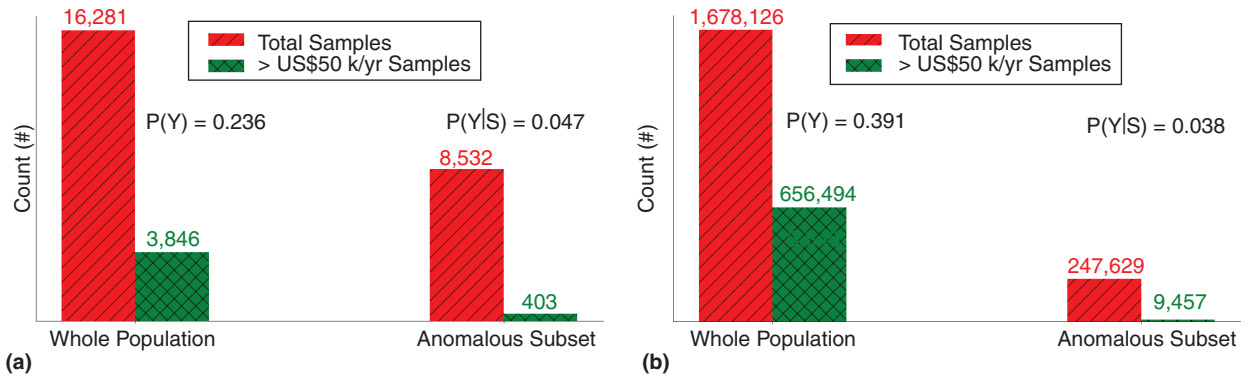 16,281
Total Samples
> US$50 k/yr Samples
P(Y) = 0.236
P(Y|S) = 0.047
8,532
3,846
403
Count (#)
Whole Population
Anomalous Subset
(a)
1,678,126
Total Samples
> US$50 k/yr Samples
P(Y) = 0.391
P(Y|S) = 0.038
656,494
247,629
9,457
Count (#)
Whole Population
Anomalous Subset
(b)